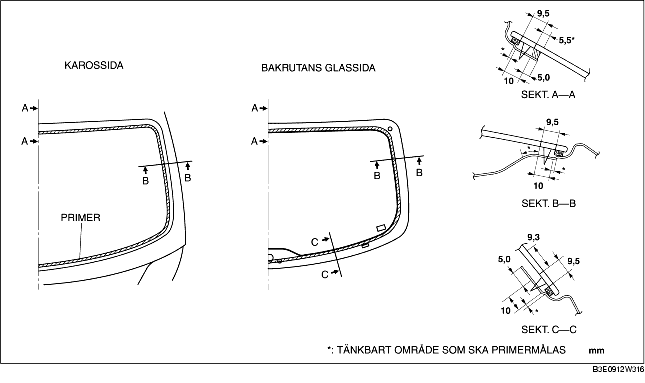 KAROSSIDA
BAKRUTANS GLASSIDA
9,5
5,5*
*
10
5,0
SEKT. A—A
A
A
A
A
9,5
*
*
10
SEKT. B—B
B
B
B
B
PRIMER
C
C
9,3
5,0
9,5
10
*
SEKT. C—C
*: TÄNKBART OMRÅDE SOM SKA PRIMERMÅLAS mm
B3E0912W316